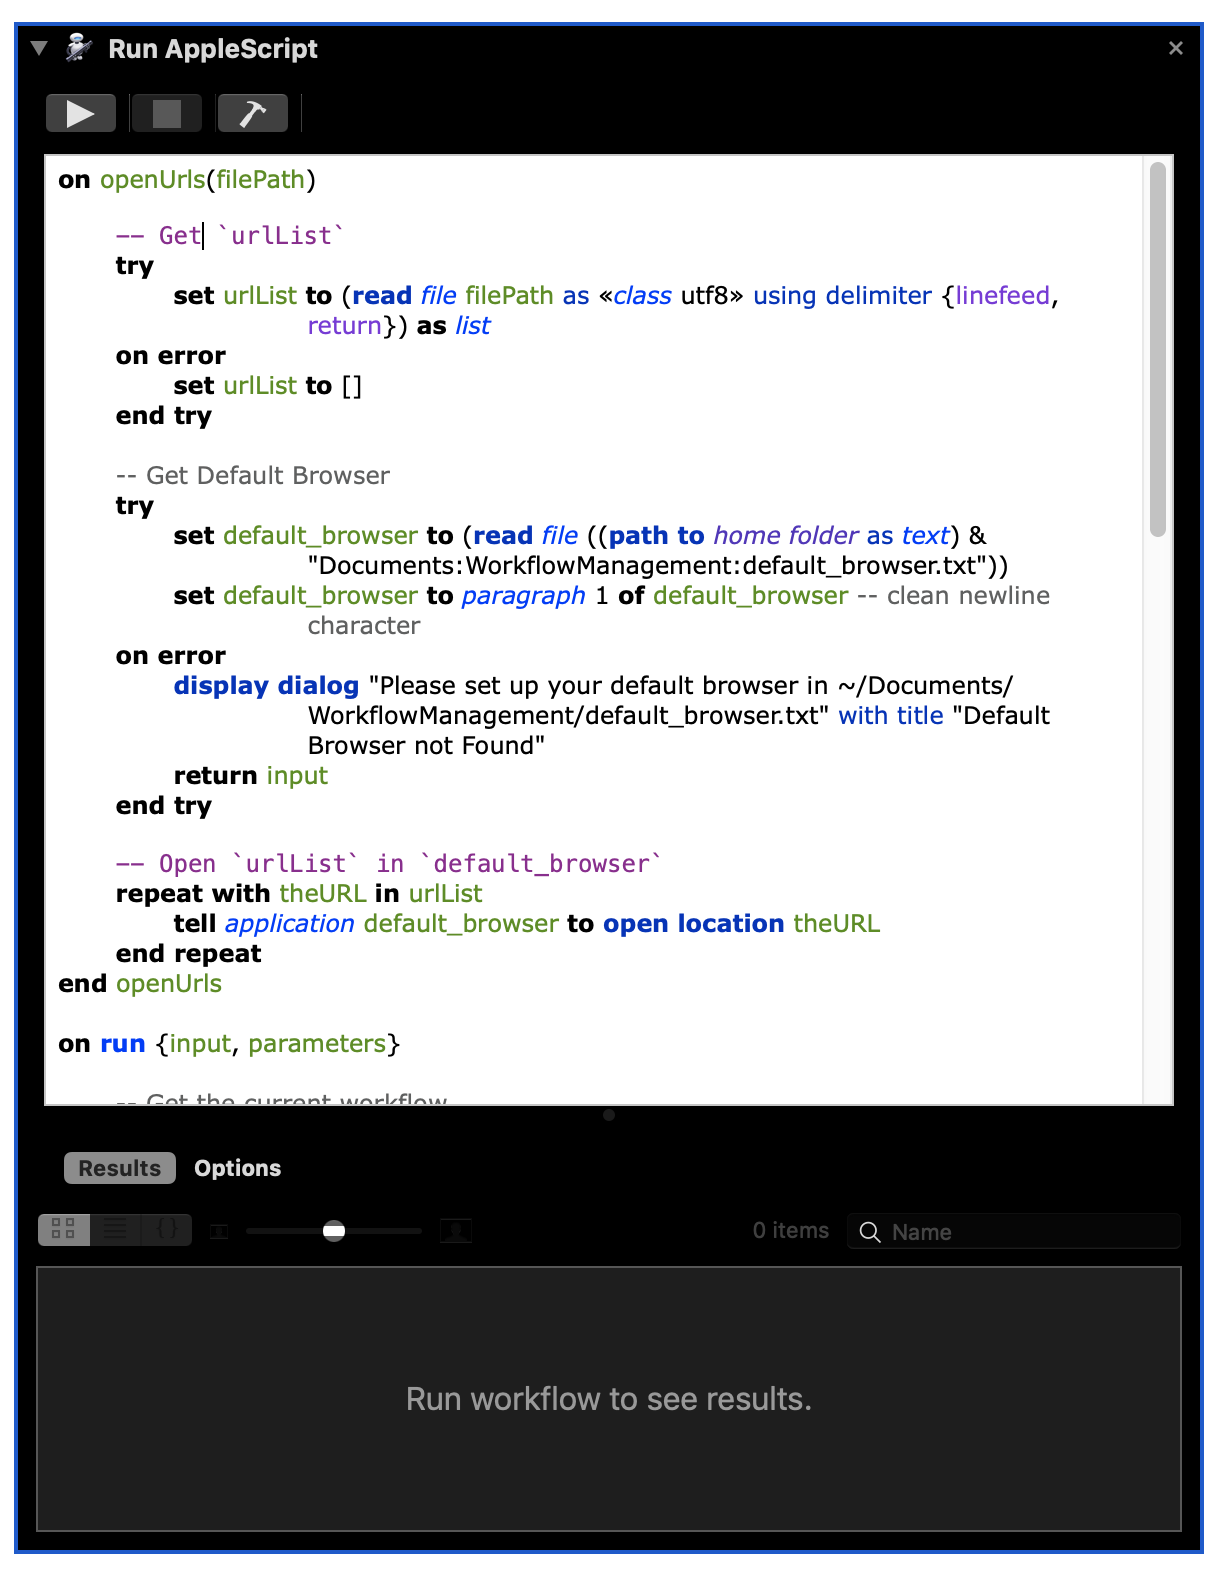 Run AppleScript
on openUrls(filePath)
-- Get `urlList`
try
set urlList to (read file filePath as «class utf8» using delimiter {linefeed,
return}) as list
on error
set urlList to []
end try
-- Get Default Browser
try
set default_browser to (read file ((path to home folder as text) &
"Documents:WorkflowManagement:default_browser.txt"))
set default_browser to paragraph 1 of default_browser -- clean newline
character
on error
display dialog "Please set up your default browser in ~/Documents/
WorkflowManagement/default_browser.txt" with title "Default
Browser not Found"
return input
end try
-- Open `urlList` in `default_browser`
repeat with theURL in urlList
tell application default_browser to open location theURL
end repeat
end openUrls
on run {input, parameters}
-- Get the current workflow
Results Options
0 items Name
Run workflow to see results.